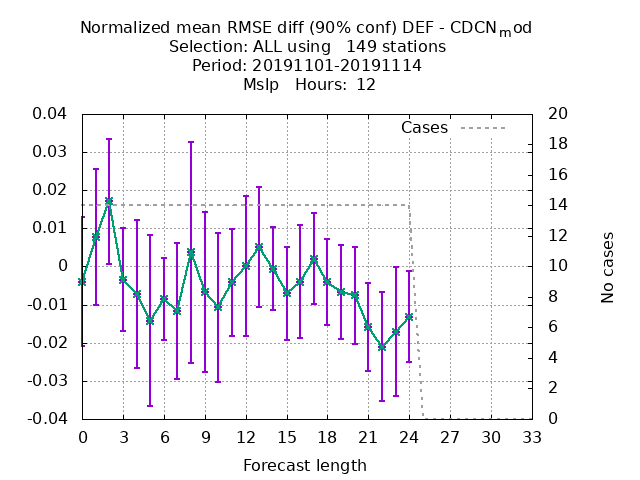 Normalized mean RMSE diff (90% conf) DEF - CDCNmod
Selection: ALL using   149 stations
Period: 20191101-20191114
Mslp   Hours:  12
Cases
0.04
0.03
0.02
0.01
0
-0.01
-0.02
-0.03
-0.04
20
18
16
14
12
10
8
6
4
2
0
No cases
0 3 6 9 12 15 18 21 24 27 30 33
Forecast length